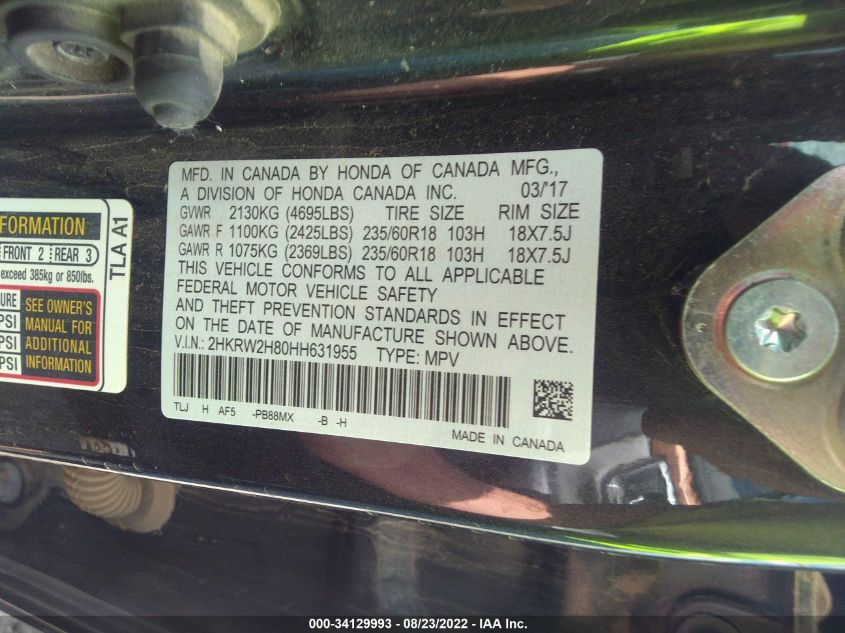 MFD. IN CANADA BY HONDA OF CANADA MFG.,
A DIVISION OF HONDA CANADA INC. 03/'17
GVWR 2130KG (4695LBS) TIRE SIZE RIM SIZE
GAWR F 1100KG (2425LBS) 235/60R18 103H 18X7.5J
GAWR R 1075KG (2369LBS) 235/60R18 103H 18X7.5J
THIS VEHICLE CONFORMS TO ALL APPLICABLE
FEDERAL MOTOR VEHICLE SAFETY
AND THEFT PREVENTION STANDARDS IN EFFECT
ON THE DATE OF MANUFACTURE SHOWN ABOVE.
V.I.N.: 2HKRW2H80HH631955 TYPE: MPV
TLJ H AF5 -PB88MX -B -H
MADE IN CANADA
FRONT 2 REAR 3
exceed 385kg or 850lbs.
SEE OWNER'S
MANUAL FOR
ADDITIONAL
INFORMATION
PSI
PSI
PSI
TLA A1
000-34129993 - 08/23/2022 - IAA Inc.